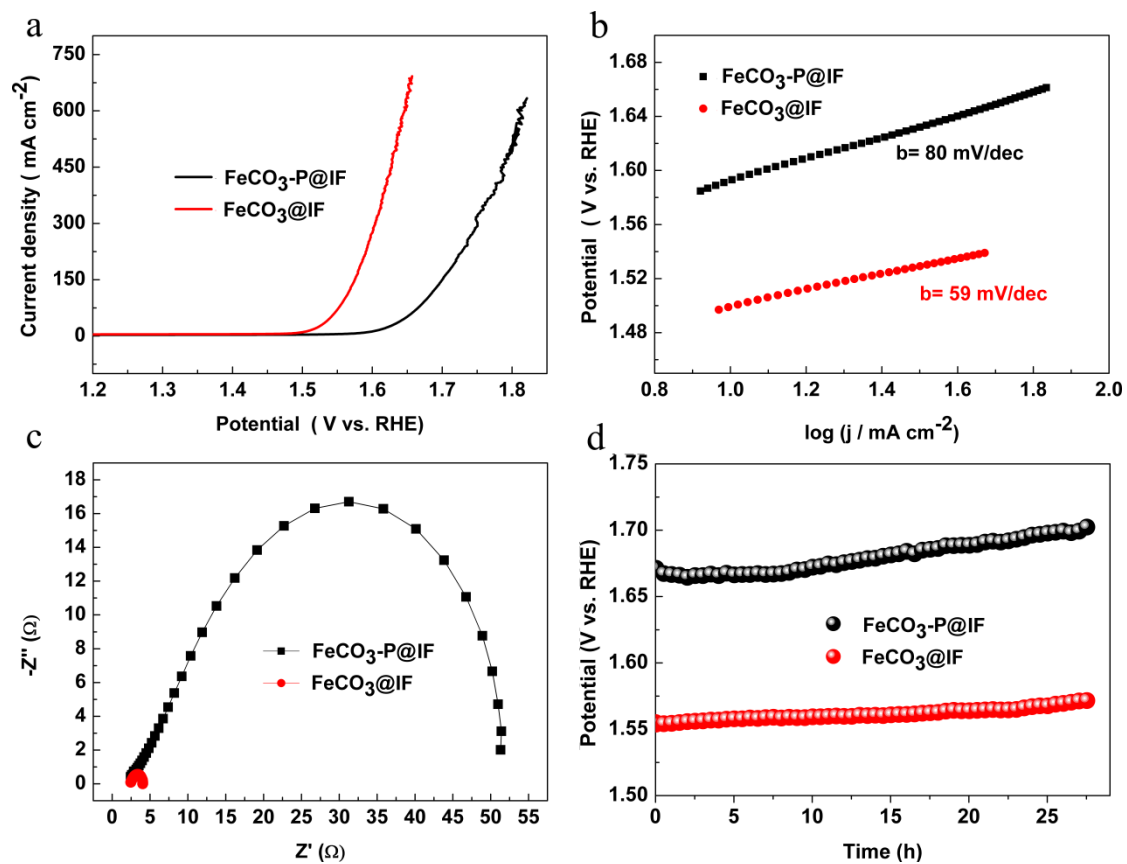 a
750
600
450
300
150
0
Current density ( mA cm-2)
FeCO3-P@IF
FeCO3@IF
1.2 1.3 1.4 1.5 1.6 1.7 1.8
Potential ( V vs. RHE)
b
1.68
1.64
1.60
1.56
1.52
1.48
Potential ( V vs. RHE)
FeCO3-P@IF
FeCO3@IF
b= 80 mV/dec
b= 59 mV/dec
0.8 1.0 1.2 1.4 1.6 1.8 2.0
log (j / mA cm-2)
c
18
16
14
12
10
8
6
4
2
0
-Z'' (Ω)
FeCO3-P@IF
FeCO3@IF
0 5 10 15 20 25 30 35 40 45 50 55
Z' (Ω)
d
1.75
1.70
1.65
1.60
1.55
1.50
Potential (V vs. RHE)
FeCO3-P@IF
FeCO3@IF
0 5 10 15 20 25
Time (h)